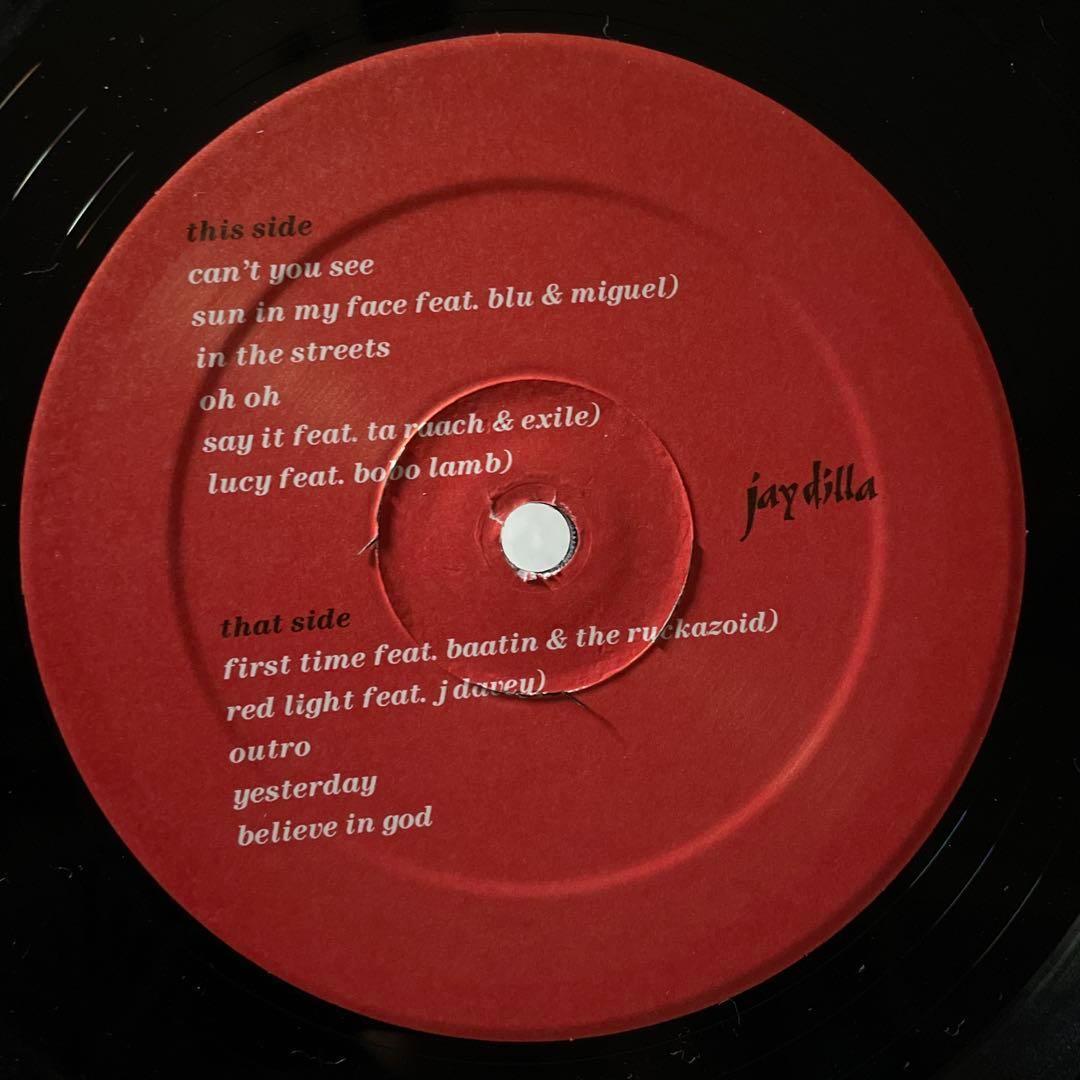 this side
can't you see
sun in my face feat. blu & miguel)
in the streets
oh oh
say it feat. ta raach & exile)
lucy feat. bobo lamb)
jay dilla
that side
first time feat. baatin & the ruckazoid)
red light feat. j davey)
outro
yesterday
believe in god